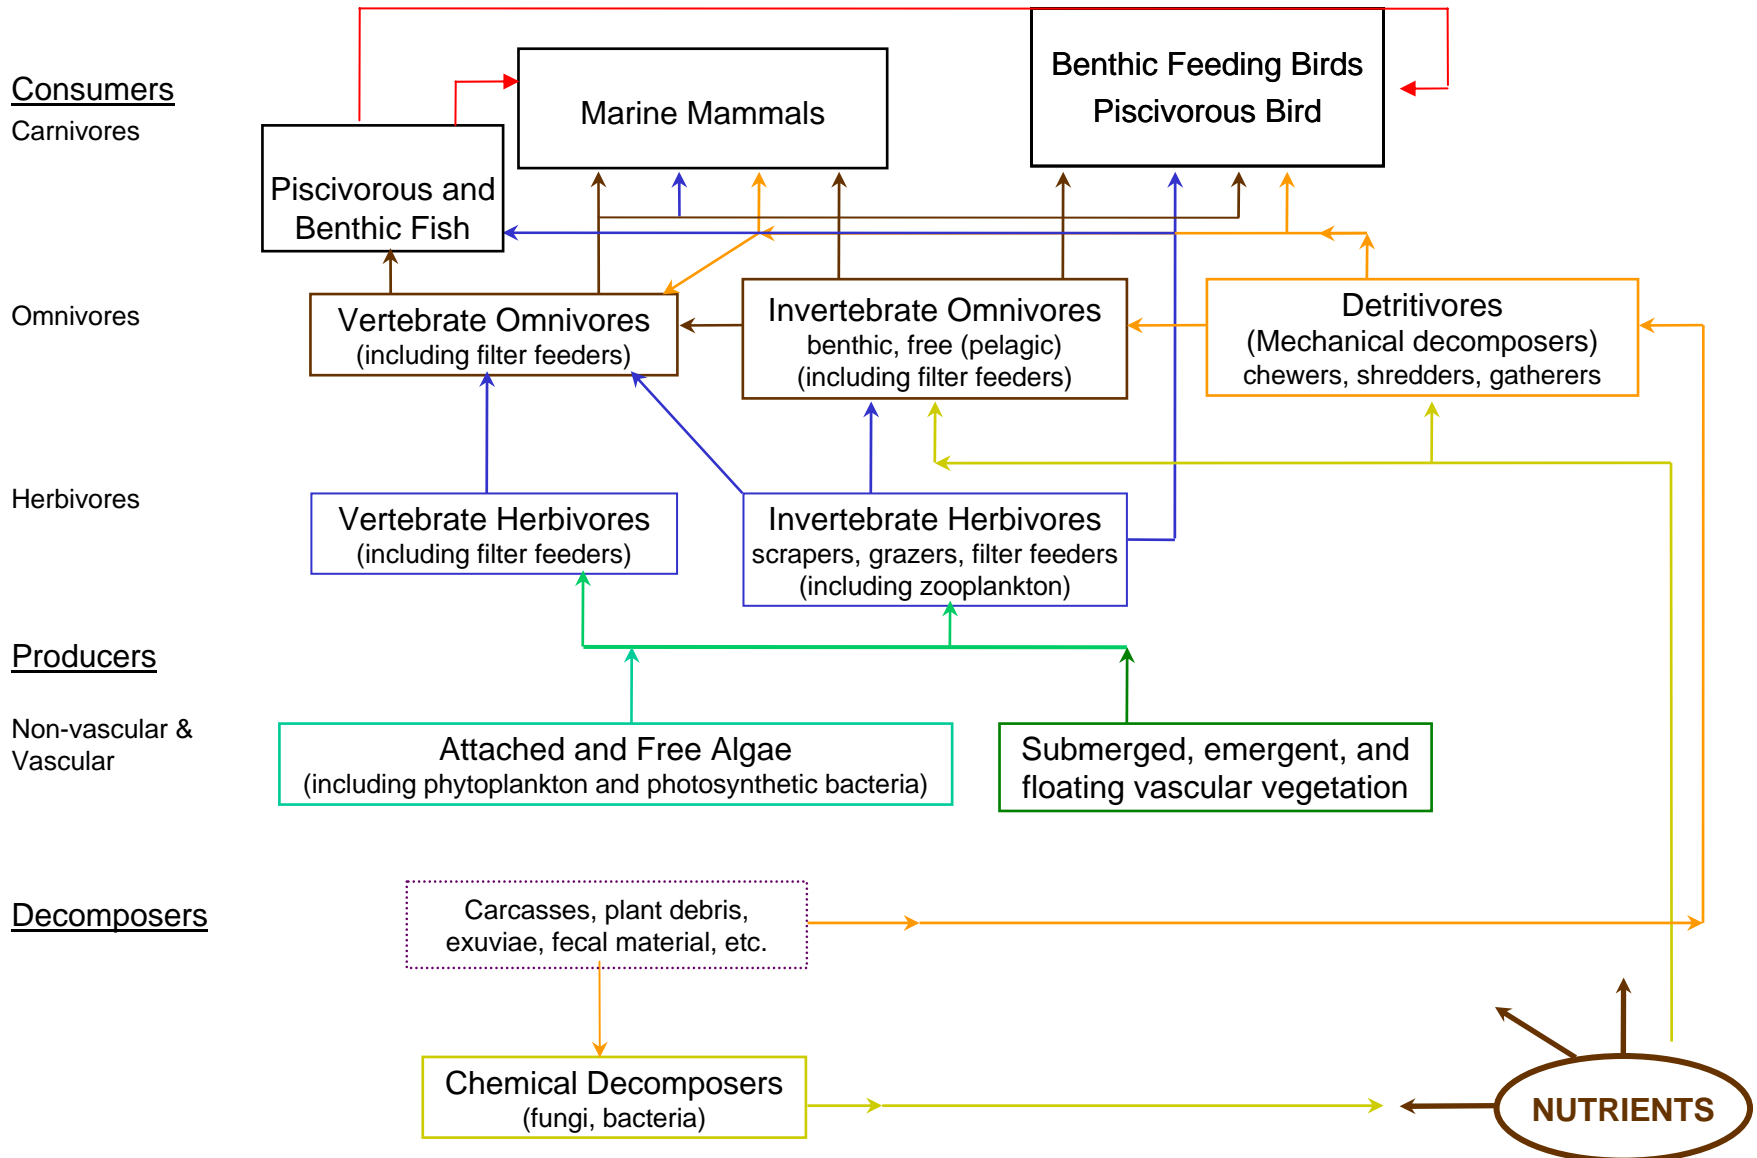 Consumers
Carnivores
Marine Mammals
Benthic Feeding Birds
Piscivorous Bird
Piscivorous and
Benthic Fish
Omnivores
Vertebrate Omnivores
(including filter feeders)
Invertebrate Omnivores
benthic, free (pelagic)
(including filter feeders)
Detritivores
(Mechanical decomposers)
chewers, shredders, gatherers
Herbivores
Vertebrate Herbivores
(including filter feeders)
Invertebrate Herbivores
scrapers, grazers, filter feeders
(including zooplankton)
Producers
Non-vascular &
Vascular
Attached and Free Algae
(including phytoplankton and photosynthetic bacteria)
Submerged, emergent, and
floating vascular vegetation
Decomposers
Carcasses, plant debris,
exuviae, fecal material, etc.
Chemical Decomposers
(fungi, bacteria)
NUTRIENTS